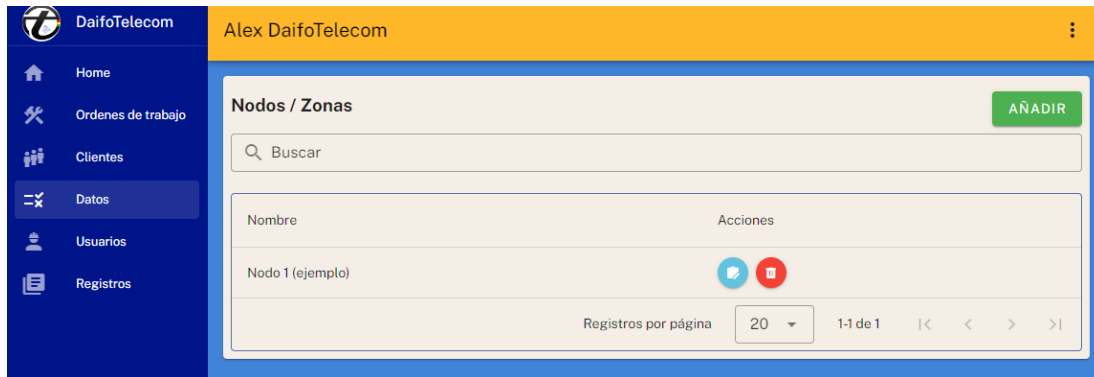 DaifoTelecom
Alex DaifoTelecom
Home
Ordenes de trabajo
Clientes
Datos
Usuarios
Registros
Nodos / Zonas
AÑADIR
Buscar
Nombre Acciones
Nodo 1 (ejemplo)
Registros por página 20 1-1 de 1